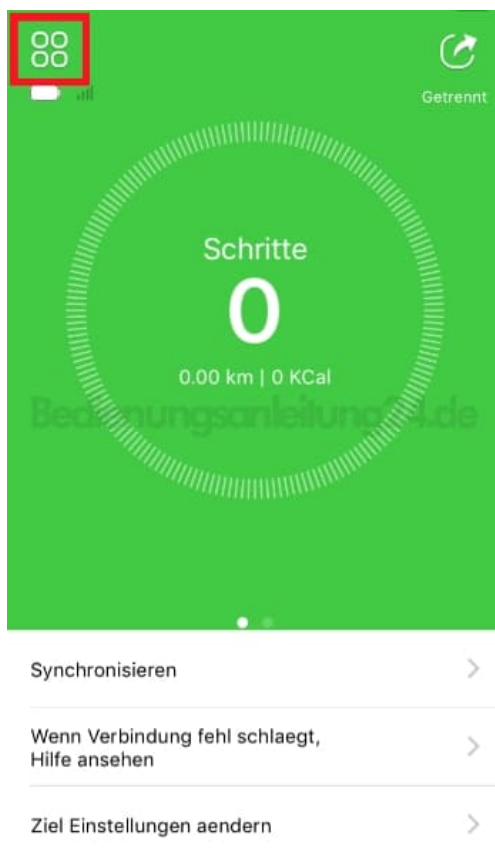 Getrennt
Schritte
0
0.00 km | 0 KCal
Bedienungsanleitung24.de
Synchronisieren
Wenn Verbindung fehl schlaegt,
Hilfe ansehen
Ziel Einstellungen aendern